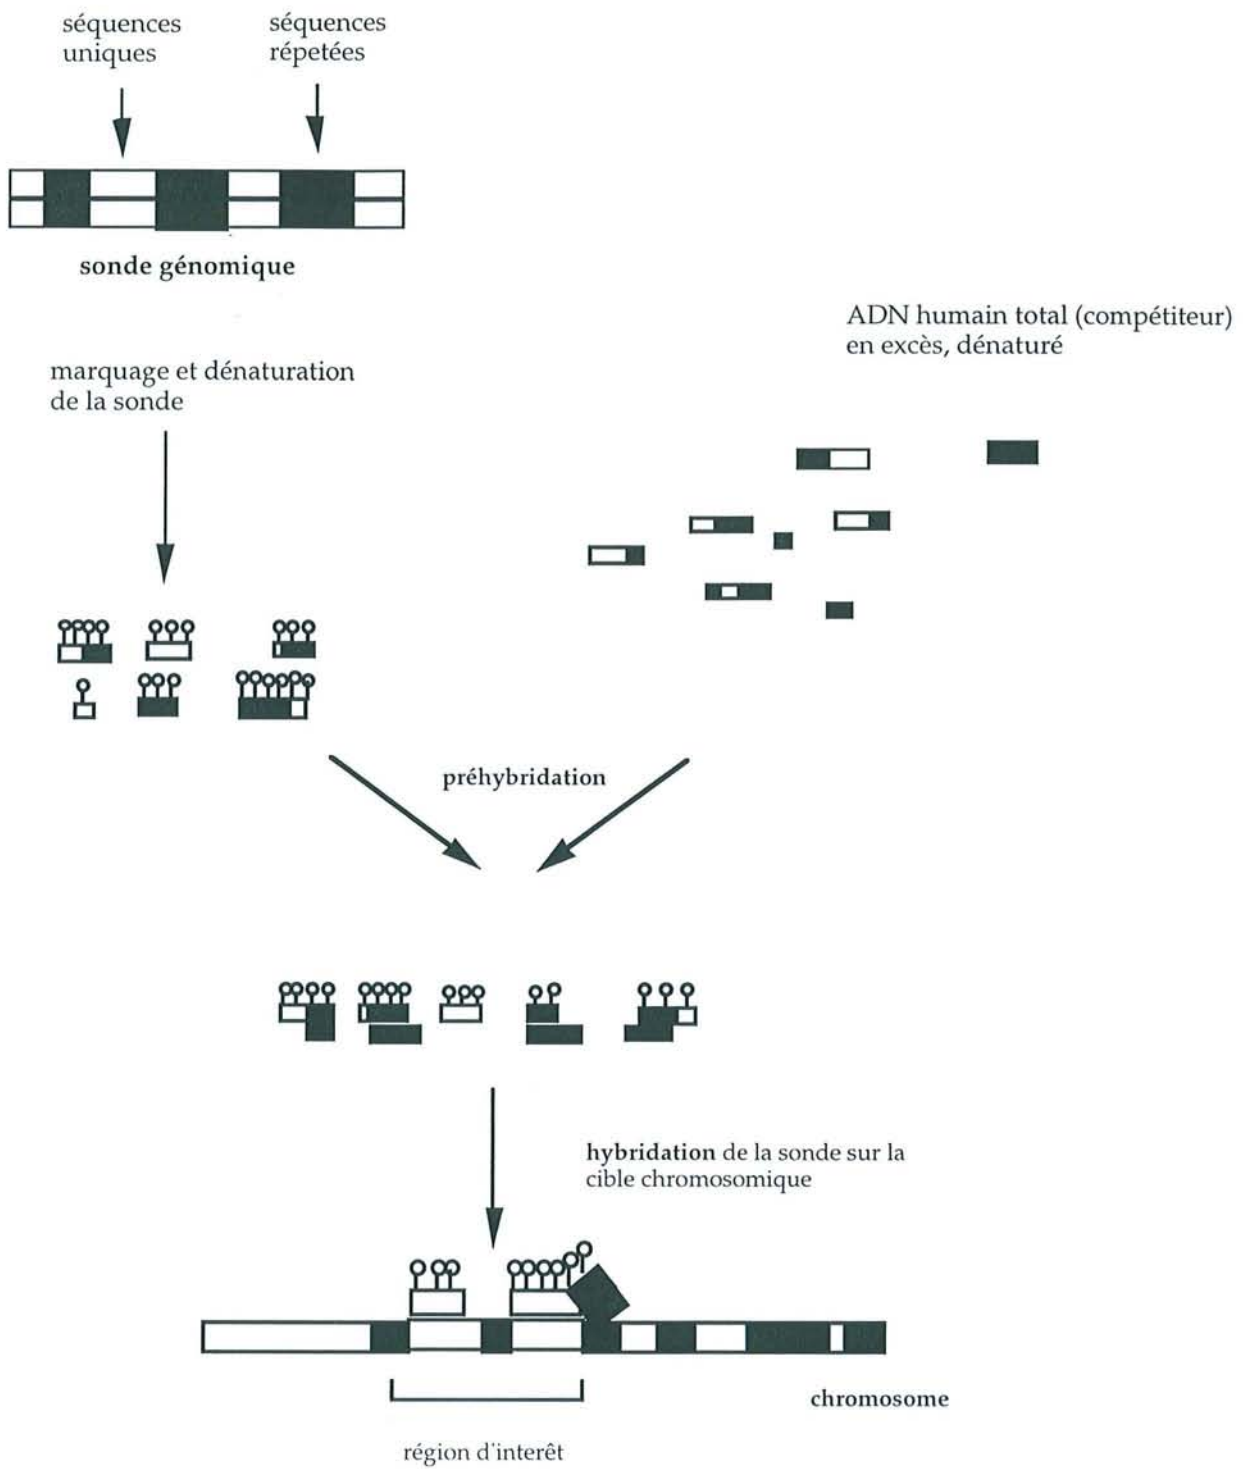 séquences
uniques
séquences
répetées
sonde génomique
ADN humain total (compétiteur)
en excès, dénaturé
marquage et dénaturation
de la sonde
préhybridation
hybridation de la sonde sur la
cible chromosomique
chromosome
région d'interêt